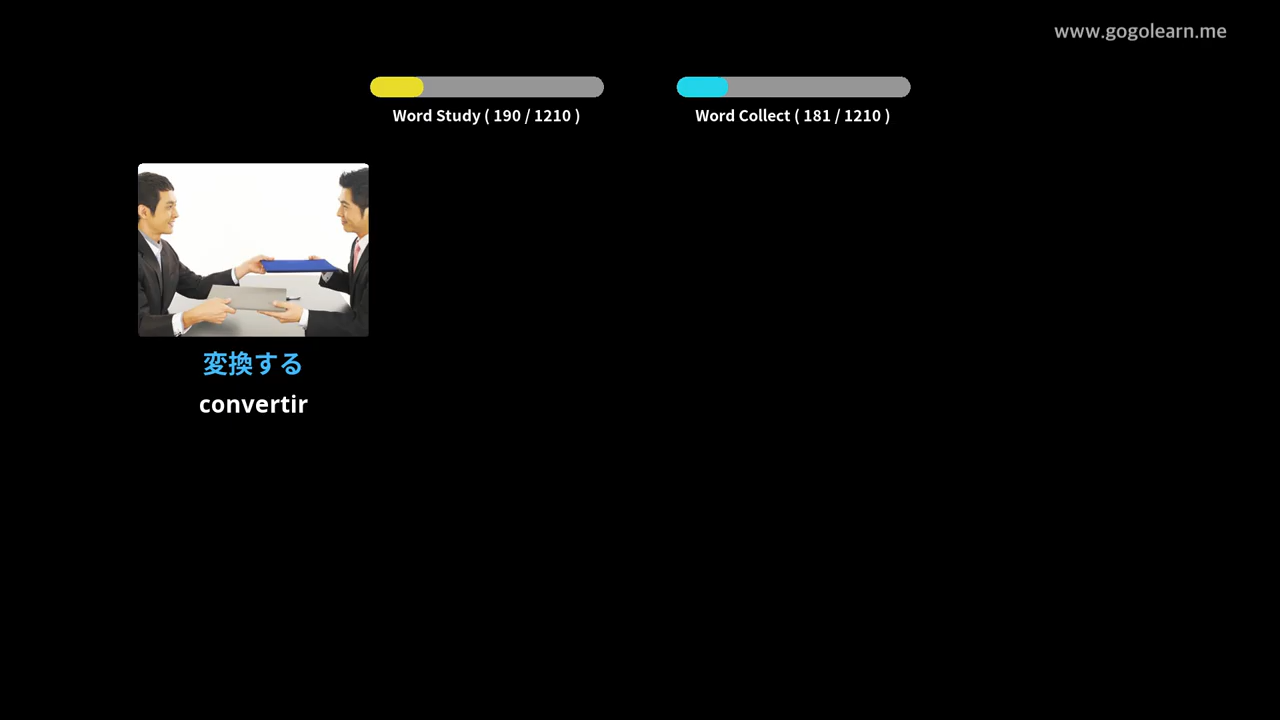 www.gogolearn.me
Word Study ( 190 / 1210 )
Word Collect ( 181 / 1210 )
変換する
convertir